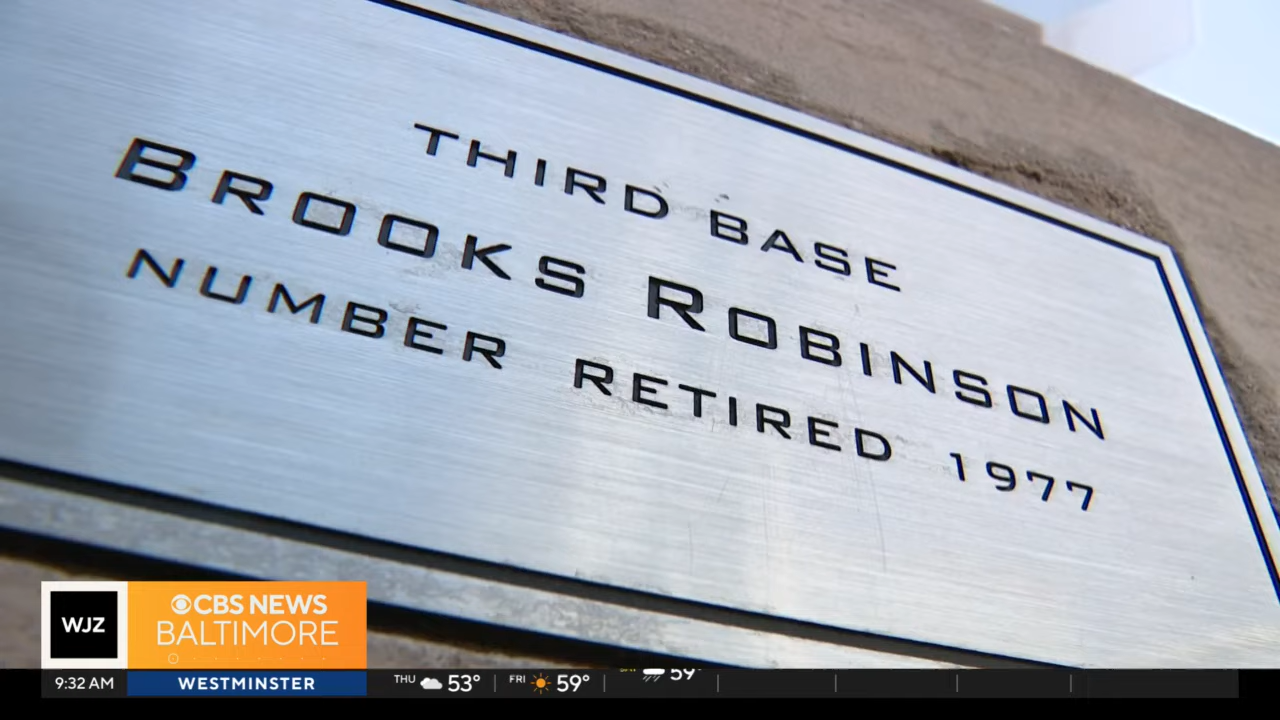 THIRD BASE
BROOKS ROBINSON
NUMBER RETIRED 1977
WJZ
CBS NEWS
BALTIMORE
9:32 AM WESTMINSTER THU 53° FRI 59° 59°